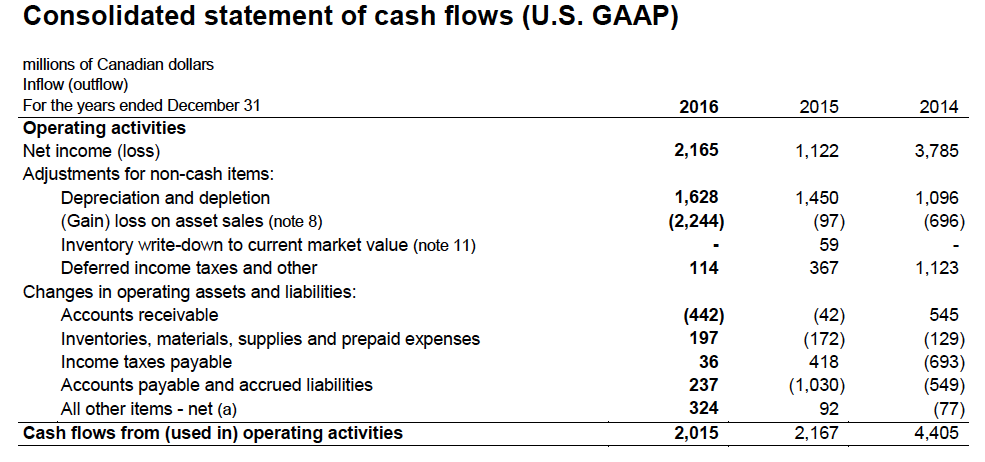 Consolidated statement of cash flows (U.S. GAAP)
millions of Canadian dollars
Inflow (outflow)
For the years ended December 31 2016 2015 2014
Operating activities
Net income (loss) 2,165 1,122 3,785
Adjustments for non-cash items:
Depreciation and depletion 1,628 1,450 1,096
(Gain) loss on asset sales (note 8) (2,244) (97) (696)
Inventory write-down to current market value (note 11) - 59 -
Deferred income taxes and other 114 367 1,123
Changes in operating assets and liabilities:
Accounts receivable (442) (42) 545
Inventories, materials, supplies and prepaid expenses 197 (172) (129)
Income taxes payable 36 418 (693)
Accounts payable and accrued liabilities 237 (1,030) (549)
All other items - net (a) 324 92 (77)
Cash flows from (used in) operating activities 2,015 2,167 4,405